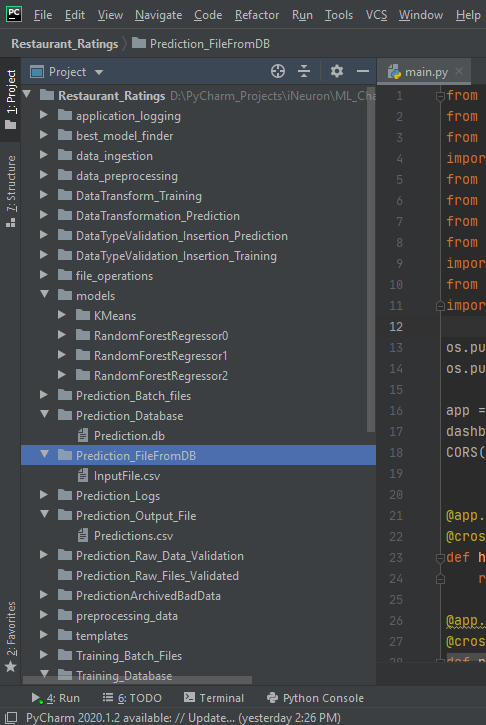 PC File Edit View Navigate Code Refactor Run Tools VCS Window Help
Restaurant_Ratings Prediction_FileFromDB
1: Project
7: Structure
2: Favorites
Project
Restaurant_Ratings D:\PyCharm_Projects\iNeuron\ML_Cha
application_logging
best_model_finder
data_ingestion
data_preprocessing
DataTransform_Training
DataTransformation_Prediction
DataTypeValidation_Insertion_Prediction
DataTypeValidation_Insertion_Training
file_operations
models
KMeans
RandomForestRegressor0
RandomForestRegressor1
RandomForestRegressor2
Prediction_Batch_files
Prediction_Database
Prediction.db
Prediction_FileFromDB
InputFile.csv
Prediction_Logs
Prediction_Output_File
Predictions.csv
Prediction_Raw_Data_Validation
Prediction_Raw_Files_Validated
PredictionArchivedBadData
preprocessing_data
templates
Training_Batch_Files
Training_Database
main.py
1 from
2 from
3 from
4 impor
5 from
6 from
7 from
8 from
9 impor
10 from
11 impor
12
13 os.pu
14 os.pu
15
16 app =
17 dashb
18 CORS(
19
20
21 @app.
22 @cros
23 def h
24 r
25
26 @app.
27 @cros
28 def p
4: Run 6: TODO Terminal Python Console
PyCharm 2020.1.2 available: // Update... (yesterday 2:26 PM)